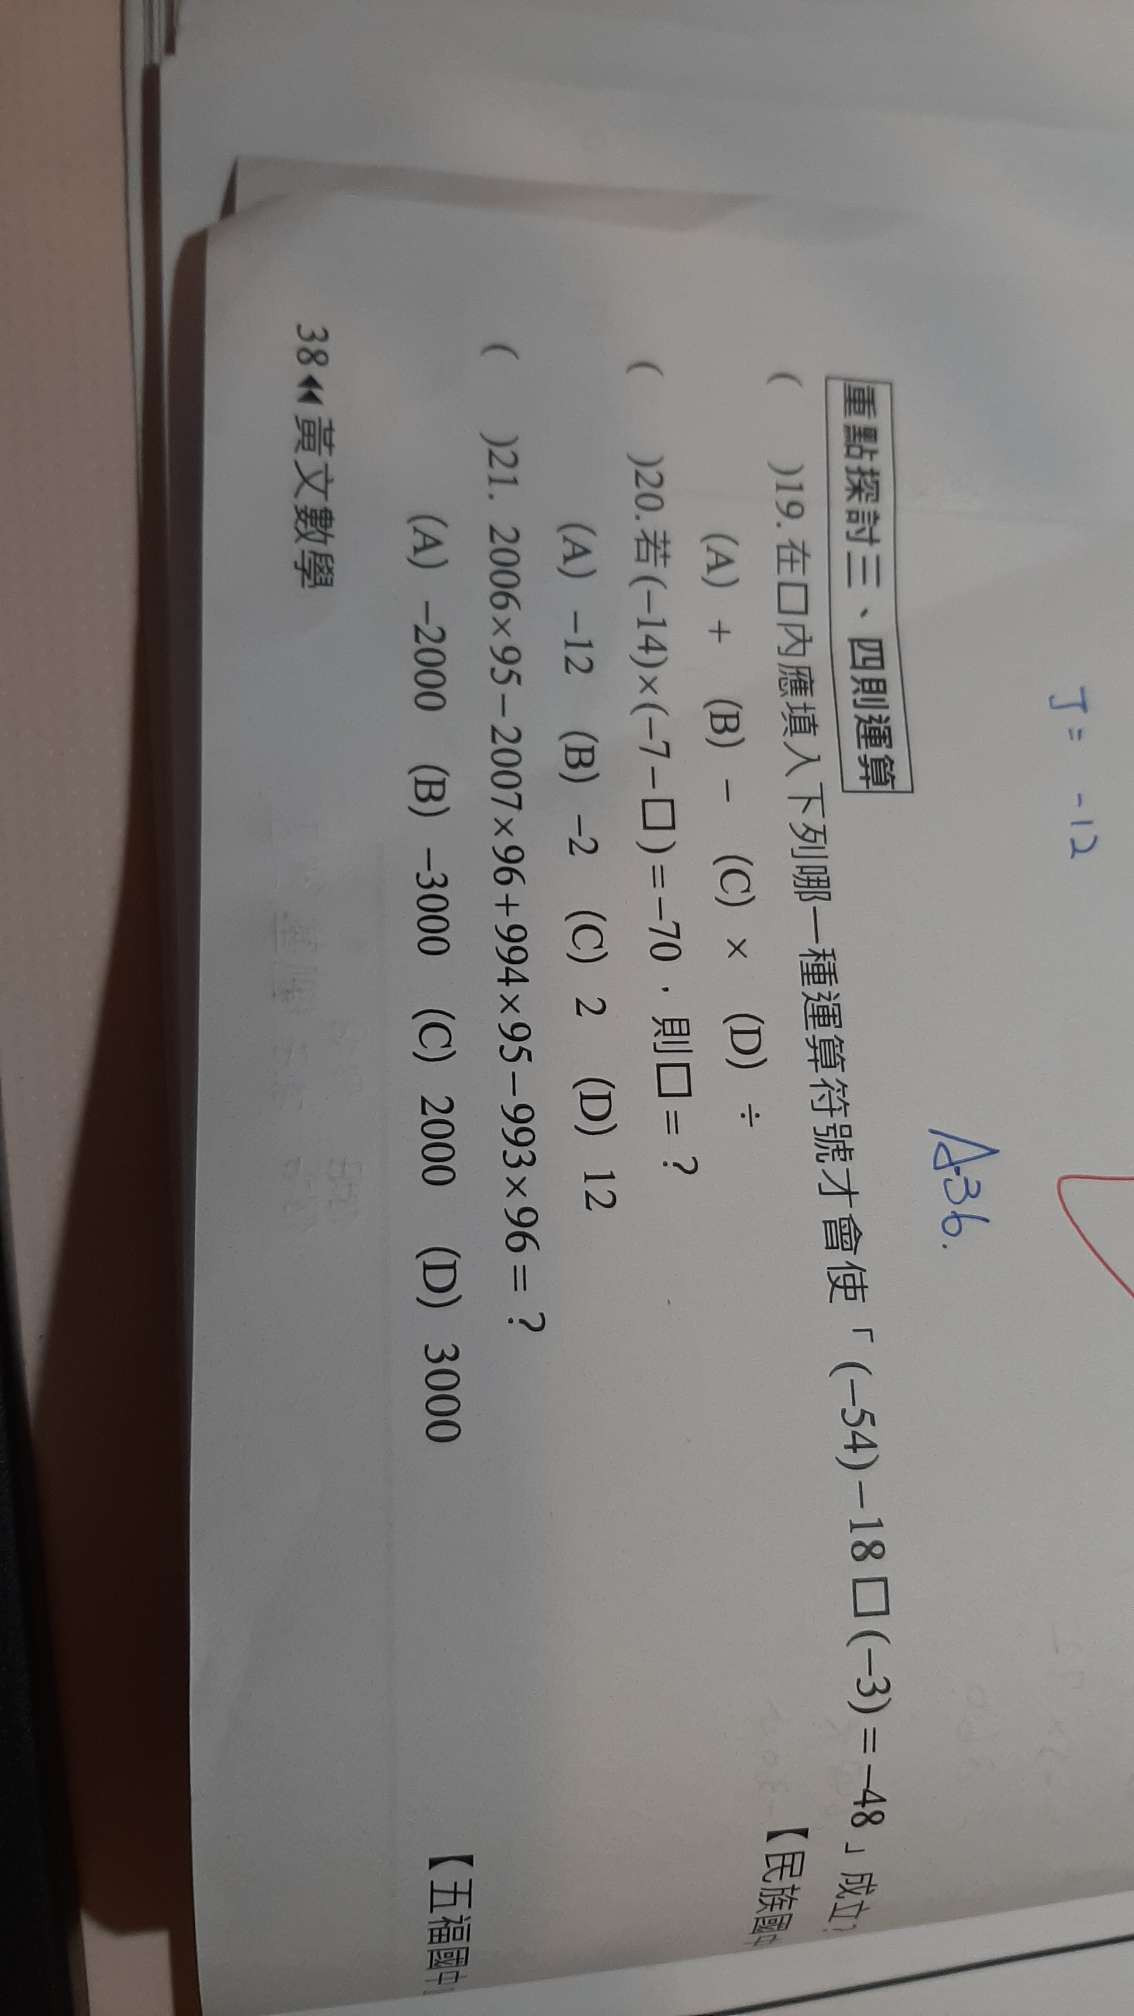 J = -12
A:36.
重點探討三、四則運算
(   )19. 在□內應填入下列哪一種運算符號才會使「(−54)−18□(−3)=−48」成立?
(A) + (B) − (C) × (D) ÷ 【民族國中
(   )20.若(−14)×(−7−□)=−70,則□=?
(A) −12 (B) −2 (C) 2 (D) 12
(   )21. 2006×95−2007×96+994×95−993×96=?
(A) −2000 (B) −3000 (C) 2000 (D) 3000 【五福國中
38◀◀黃文數學